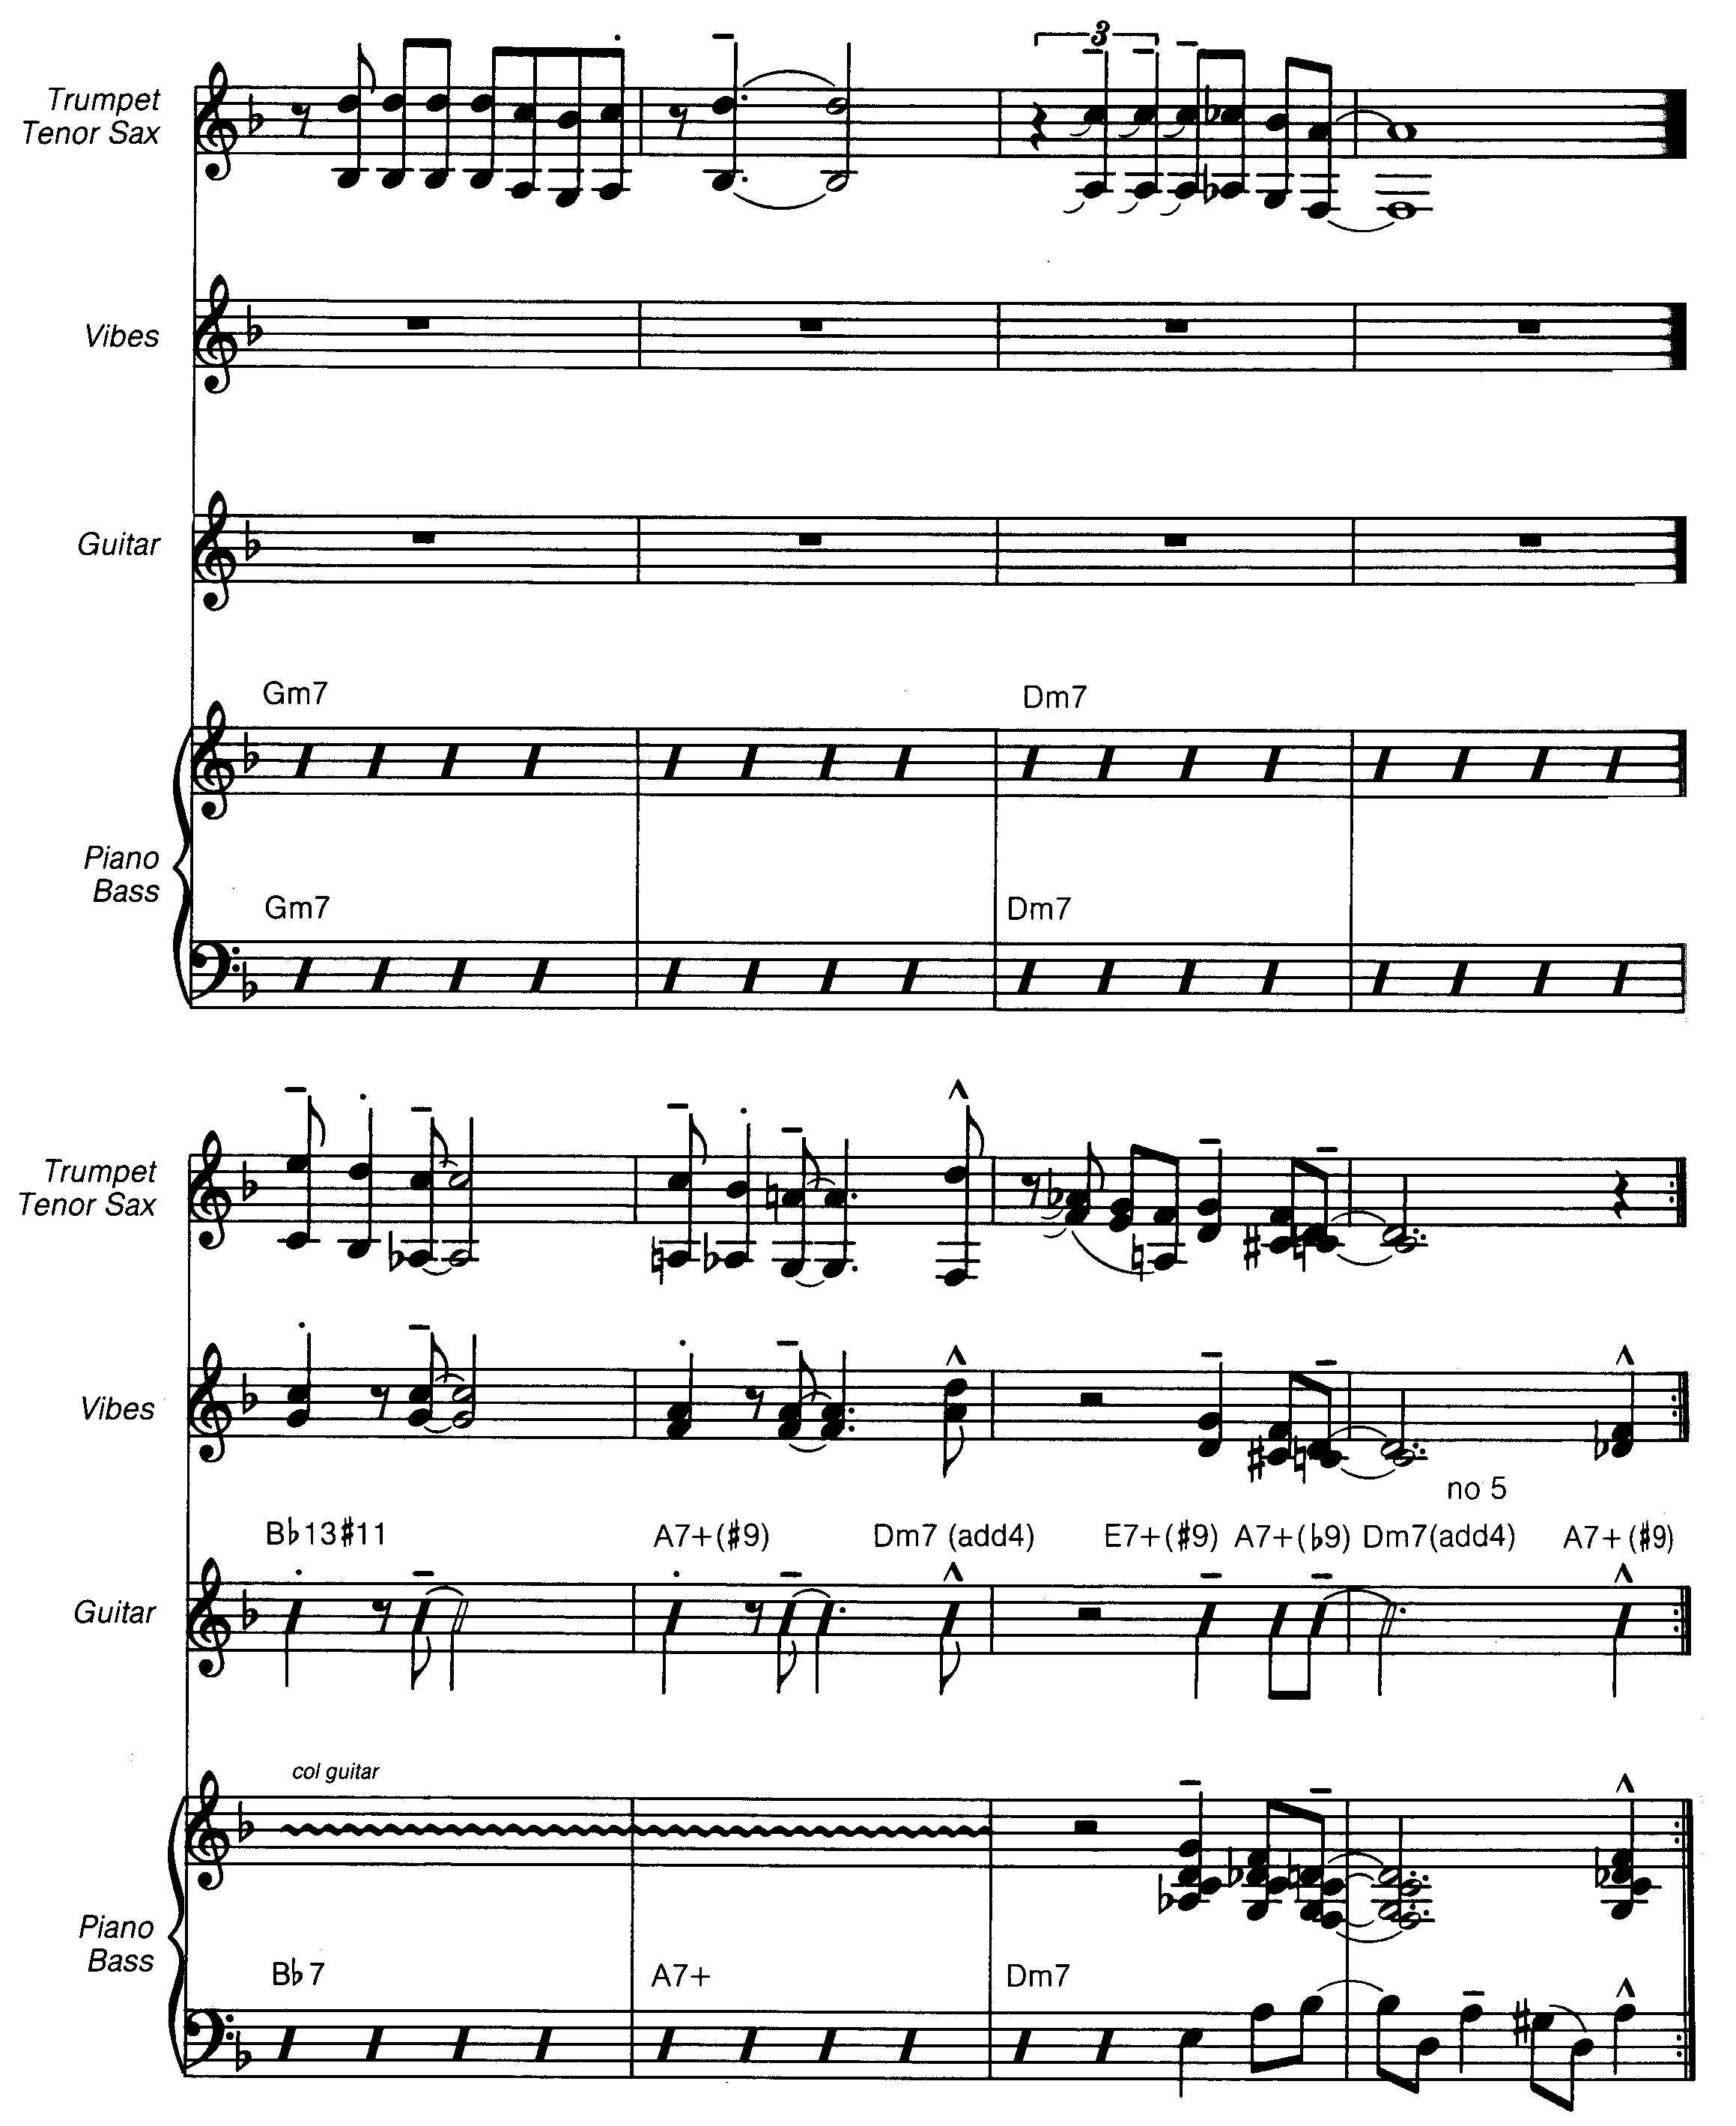 3
Trumpet
Tenor Sax
Vibes
Guitar
Gm7 Dm7
Piano
Bass
Gm7 Dm7
Trumpet
Tenor Sax
Vibes
no 5
B♭13♯11 A7+(♯9) Dm7 (add4) E7+(♯9) A7+(♭9) Dm7(add4) A7+(♯9)
Guitar
col guitar
Piano
Bass
B♭7 A7+ Dm7